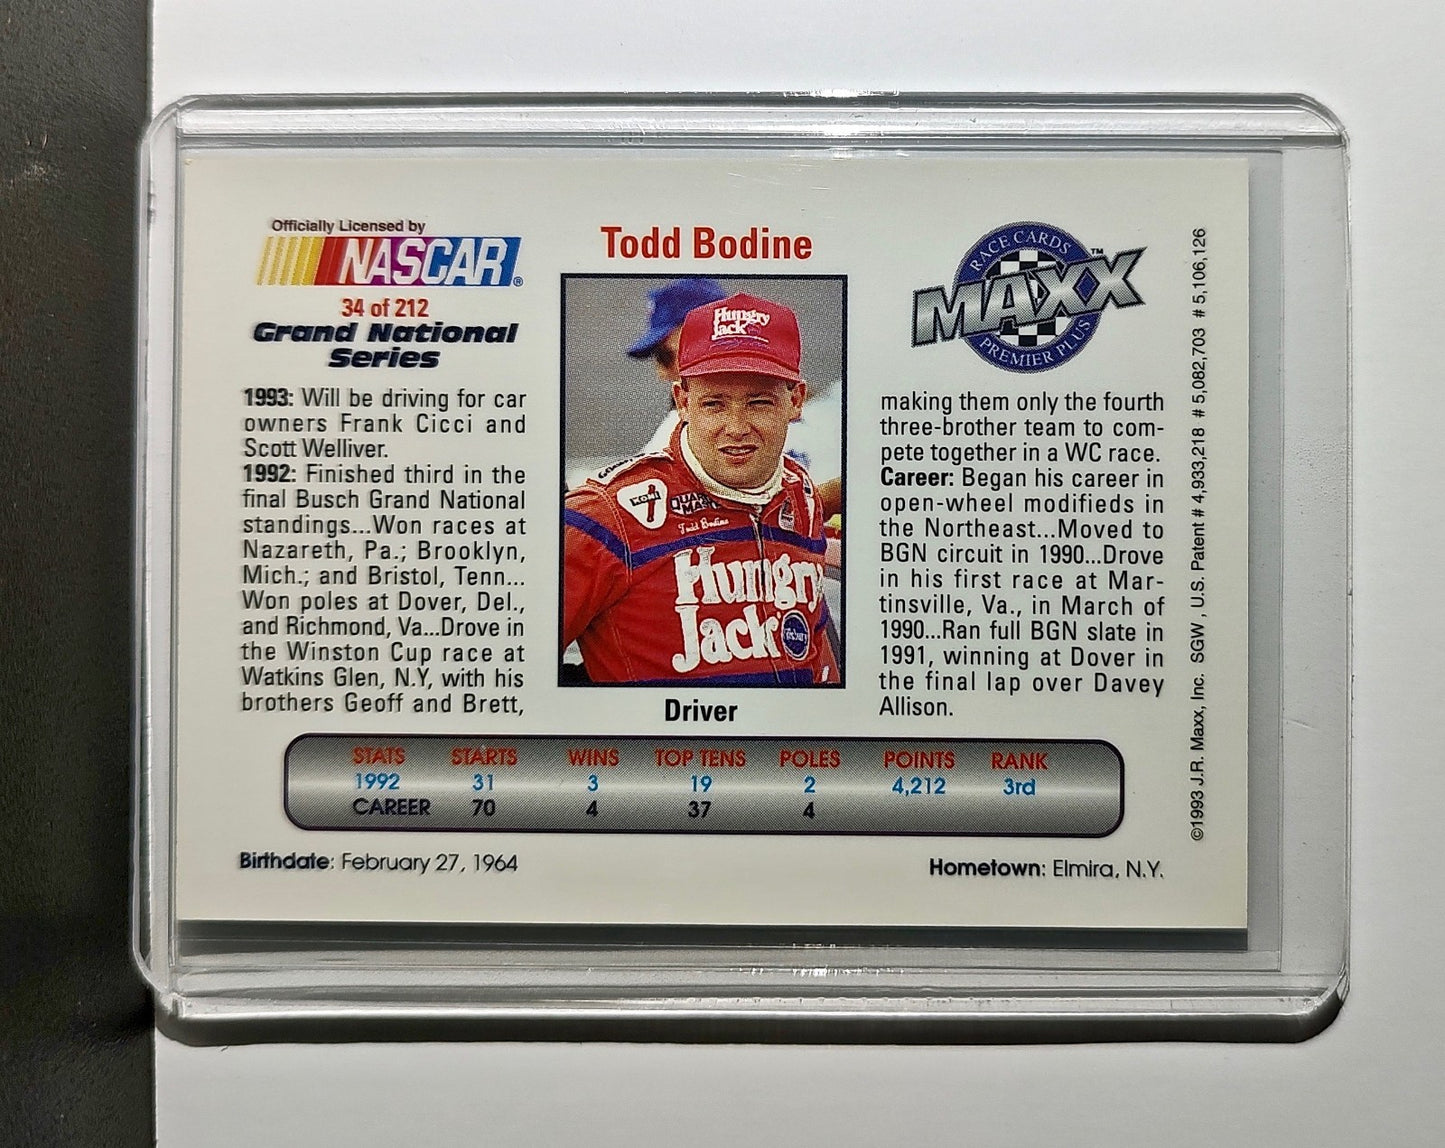 Officially Licensed by
NASCAR®
34 of 212
Grand National
Series
1993: Will be driving for car
owners Frank Cicci and
Scott Welliver.
1992: Finished third in the
final Busch Grand National
standings...Won races at
Nazareth, Pa.; Brooklyn,
Mich.; and Bristol, Tenn...
Won poles at Dover, Del.,
and Richmond, Va...Drove in
the Winston Cup race at
Watkins Glen, N.Y, with his
brothers Geoff and Brett,
Todd Bodine
Hungry
Jack
KONI
QUAKER
Todd Bodine
Hungry
Jack
Driver
RACE CARDS
MAXX™
PREMIER PLUS
making them only the fourth
three-brother team to com-
pete together in a WC race.
Career: Began his career in
open-wheel modifieds in
the Northeast...Moved to
BGN circuit in 1990...Drove
in his first race at Mar-
tinsville, Va., in March of
1990...Ran full BGN slate in
1991, winning at Dover in
the final lap over Davey
Allison.
STATS STARTS WINS TOP TENS POLES POINTS RANK
1992 31 3 19 2 4,212 3rd
CAREER 70 4 37 4
Birthdate: February 27, 1964
Hometown: Elmira, N.Y.
©1993 J.R. Maxx, Inc. SGW, U.S. Patent # 4,933,218 # 5,082,703 # 5,106,126